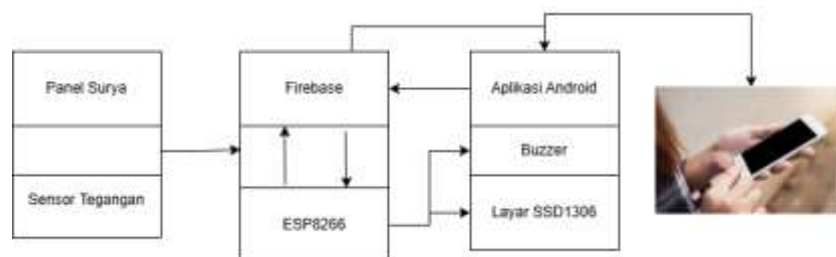 Panel Surya
Sensor Tegangan
Firebase
ESP8266
Aplikasi Android
Buzzer
Layar SSD1306